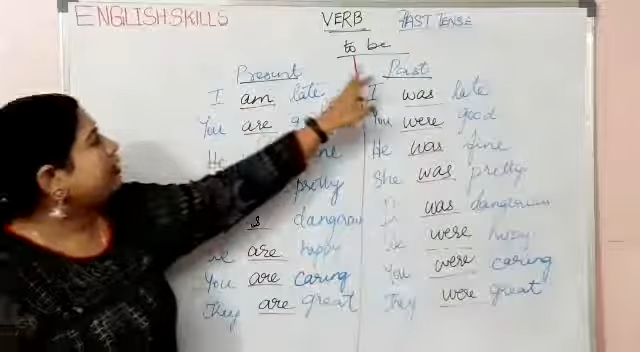 ENGLISH SKILLS
VERB
PAST TENSE
to be
Present
I am late
You are
He
pretty
is dangerous
are happy
You are caring
They are great
Past
I was late
You were good
He was fine
She was pretty
It was dangerous
were
You were caring
They were great